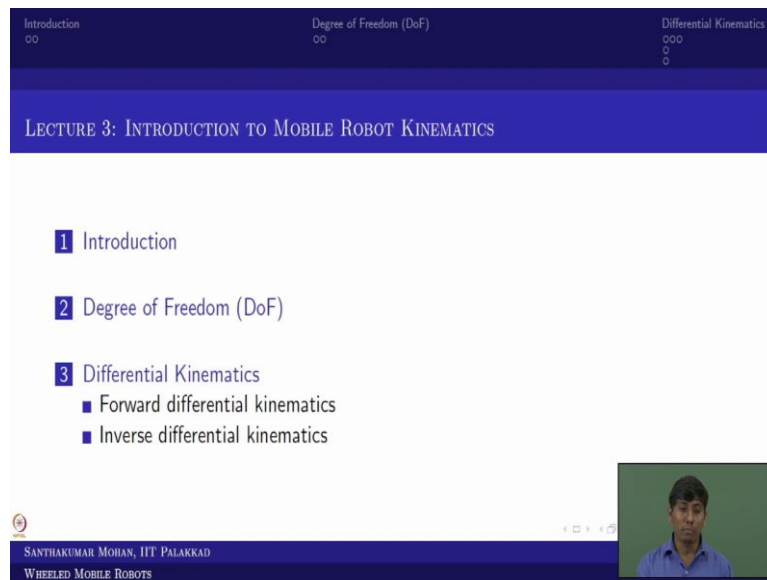 Introduction
Degree of Freedom (DoF)
Differential Kinematics
LECTURE 3: INTRODUCTION TO MOBILE ROBOT KINEMATICS
1 Introduction
2 Degree of Freedom (DoF)
3 Differential Kinematics
Forward differential kinematics
Inverse differential kinematics
NPTEL
SANTHAKUMAR MOHAN, IIT PALAKKAD
WHEELED MOBILE ROBOTS